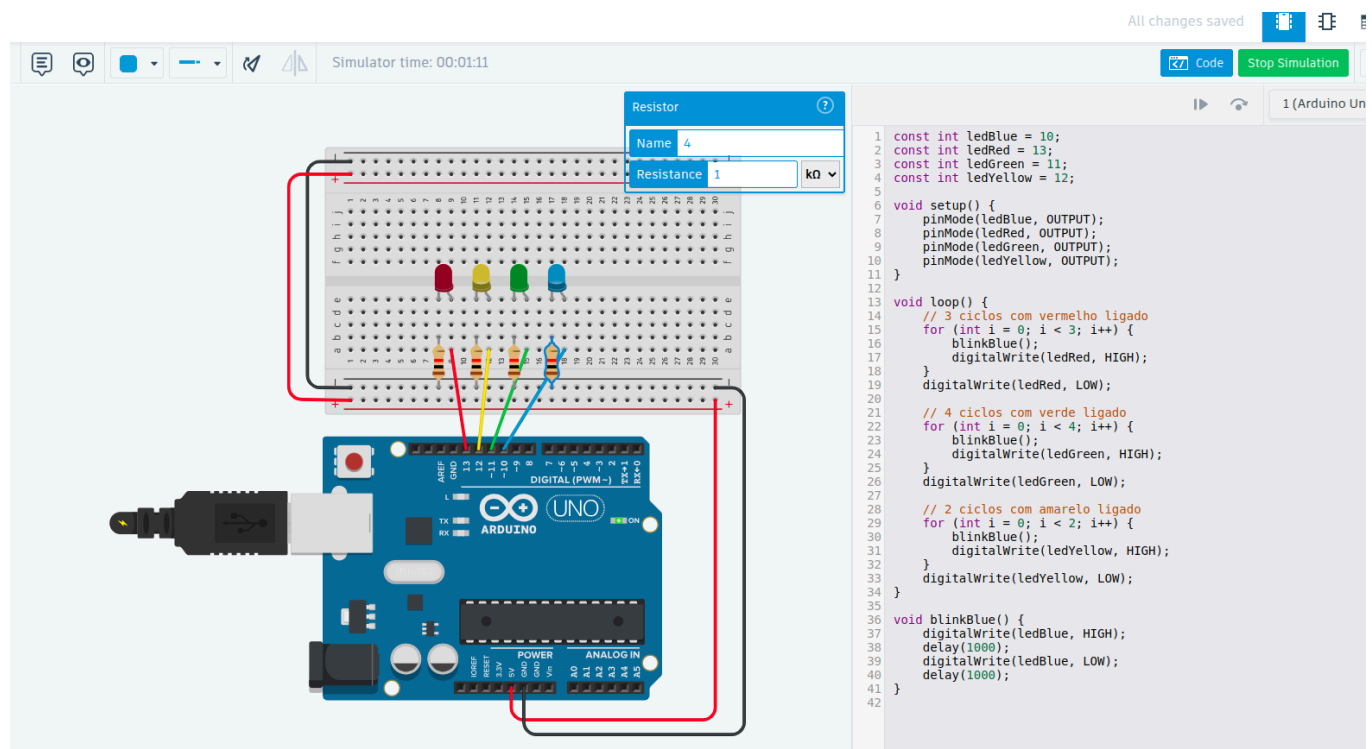 All changes saved
Simulator time: 00:01:11
Code
Stop Simulation
1 (Arduino Un
Resistor
?
Name 4
Resistance 1 kΩ
1 const int ledBlue = 10;
2 const int ledRed = 13;
3 const int ledGreen = 11;
4 const int ledYellow = 12;
5
6 void setup() {
7 pinMode(ledBlue, OUTPUT);
8 pinMode(ledRed, OUTPUT);
9 pinMode(ledGreen, OUTPUT);
10 pinMode(ledYellow, OUTPUT);
11 }
12
13 void loop() {
14 // 3 ciclos com vermelho ligado
15 for (int i = 0; i < 3; i++) {
16 blinkBlue();
17 digitalWrite(ledRed, HIGH);
18 }
19 digitalWrite(ledRed, LOW);
20
21 // 4 ciclos com verde ligado
22 for (int i = 0; i < 4; i++) {
23 blinkBlue();
24 digitalWrite(ledGreen, HIGH);
25 }
26 digitalWrite(ledGreen, LOW);
27
28 // 2 ciclos com amarelo ligado
29 for (int i = 0; i < 2; i++) {
30 blinkBlue();
31 digitalWrite(ledYellow, HIGH);
32 }
33 digitalWrite(ledYellow, LOW);
34 }
35
36 void blinkBlue() {
37 digitalWrite(ledBlue, HIGH);
38 delay(1000);
39 digitalWrite(ledBlue, LOW);
40 delay(1000);
41 }
42
AREF GND 13 12 ~11 ~10 ~9 8 7 ~6 ~5 4 ~3 2 TX→1 RX←0
DIGITAL (PWM~)
L
TX
RX
ARDUINO
UNO
ON
POWER
ANALOG IN
IOREF RESET 3.3V 5V GND GND Vin A0 A1 A2 A3 A4 A5